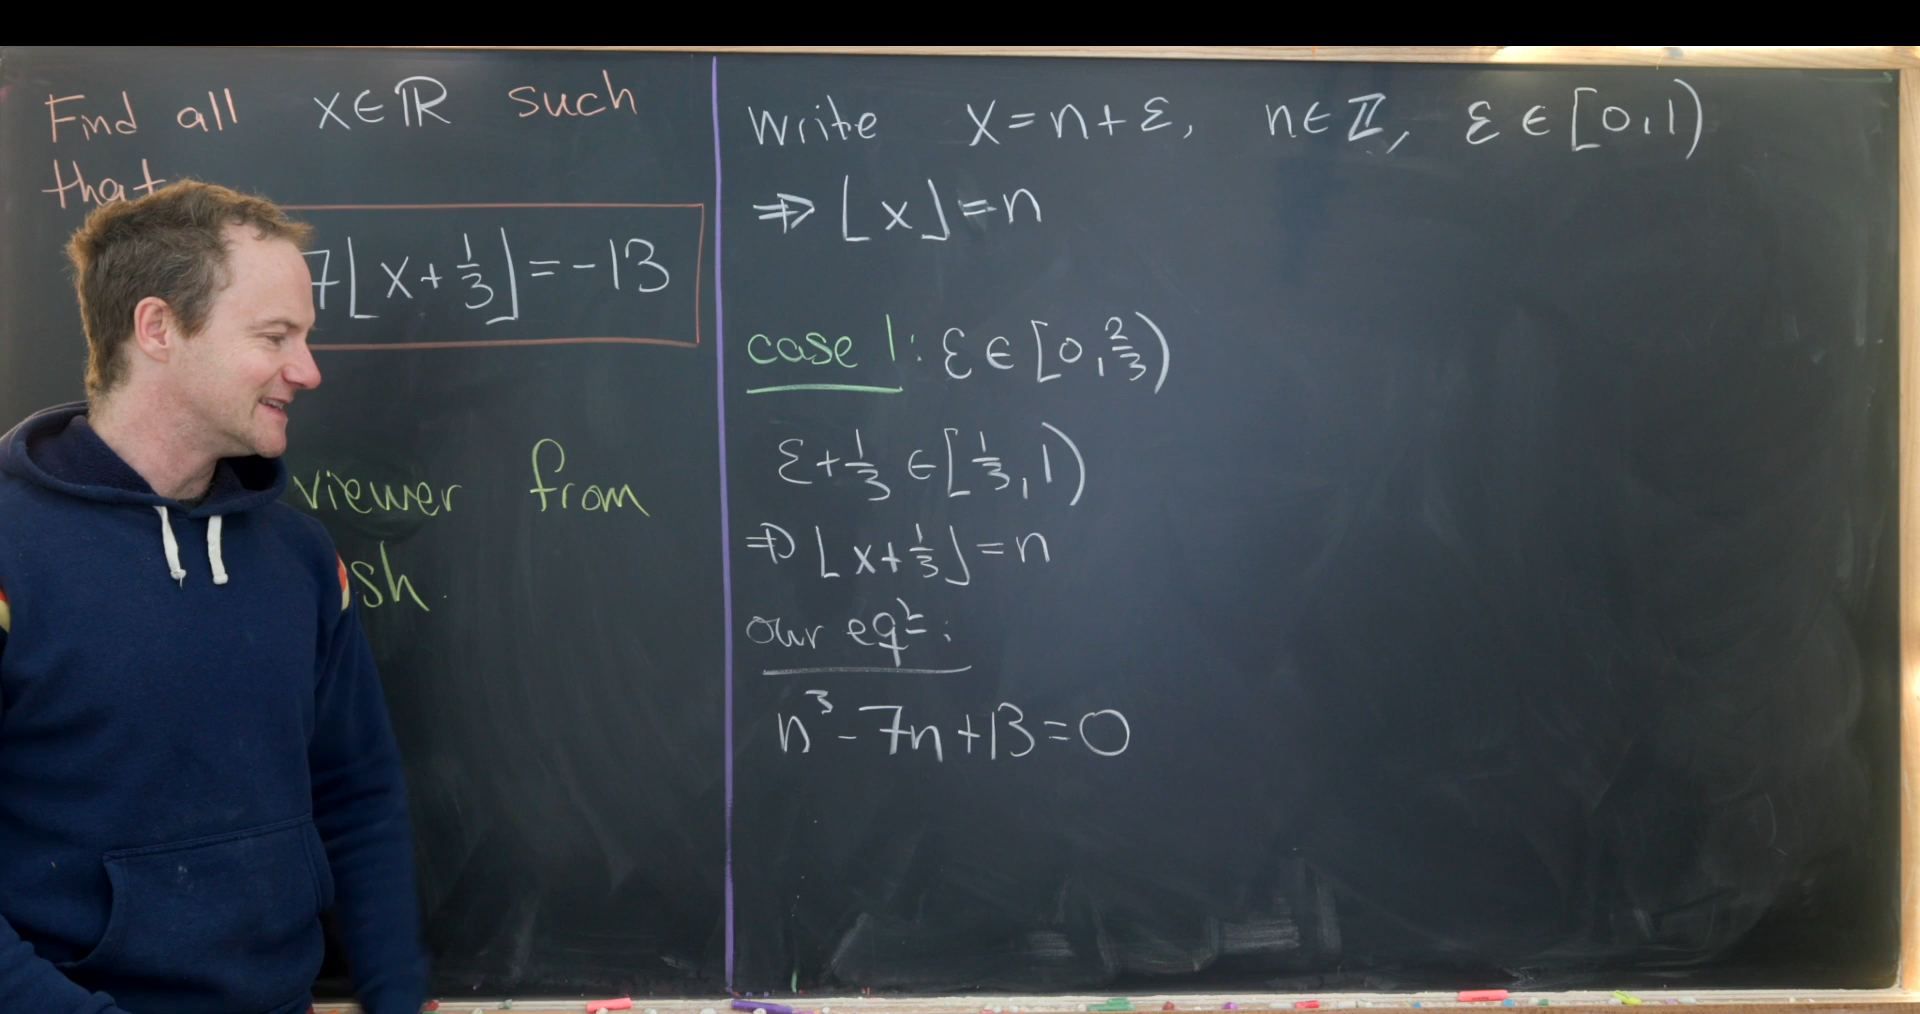 Find all x∈ℝ such
that
7⌊x+1/3⌋=-13
viewer from
sh.
Write x=n+ε, n∈ℤ, ε∈[0,1)
⇒⌊x⌋=n
case 1: ε∈[0,2/3)
ε+1/3∈[1/3,1)
⇒⌊x+1/3⌋=n
our eqⁿ:
n³-7n+13=0